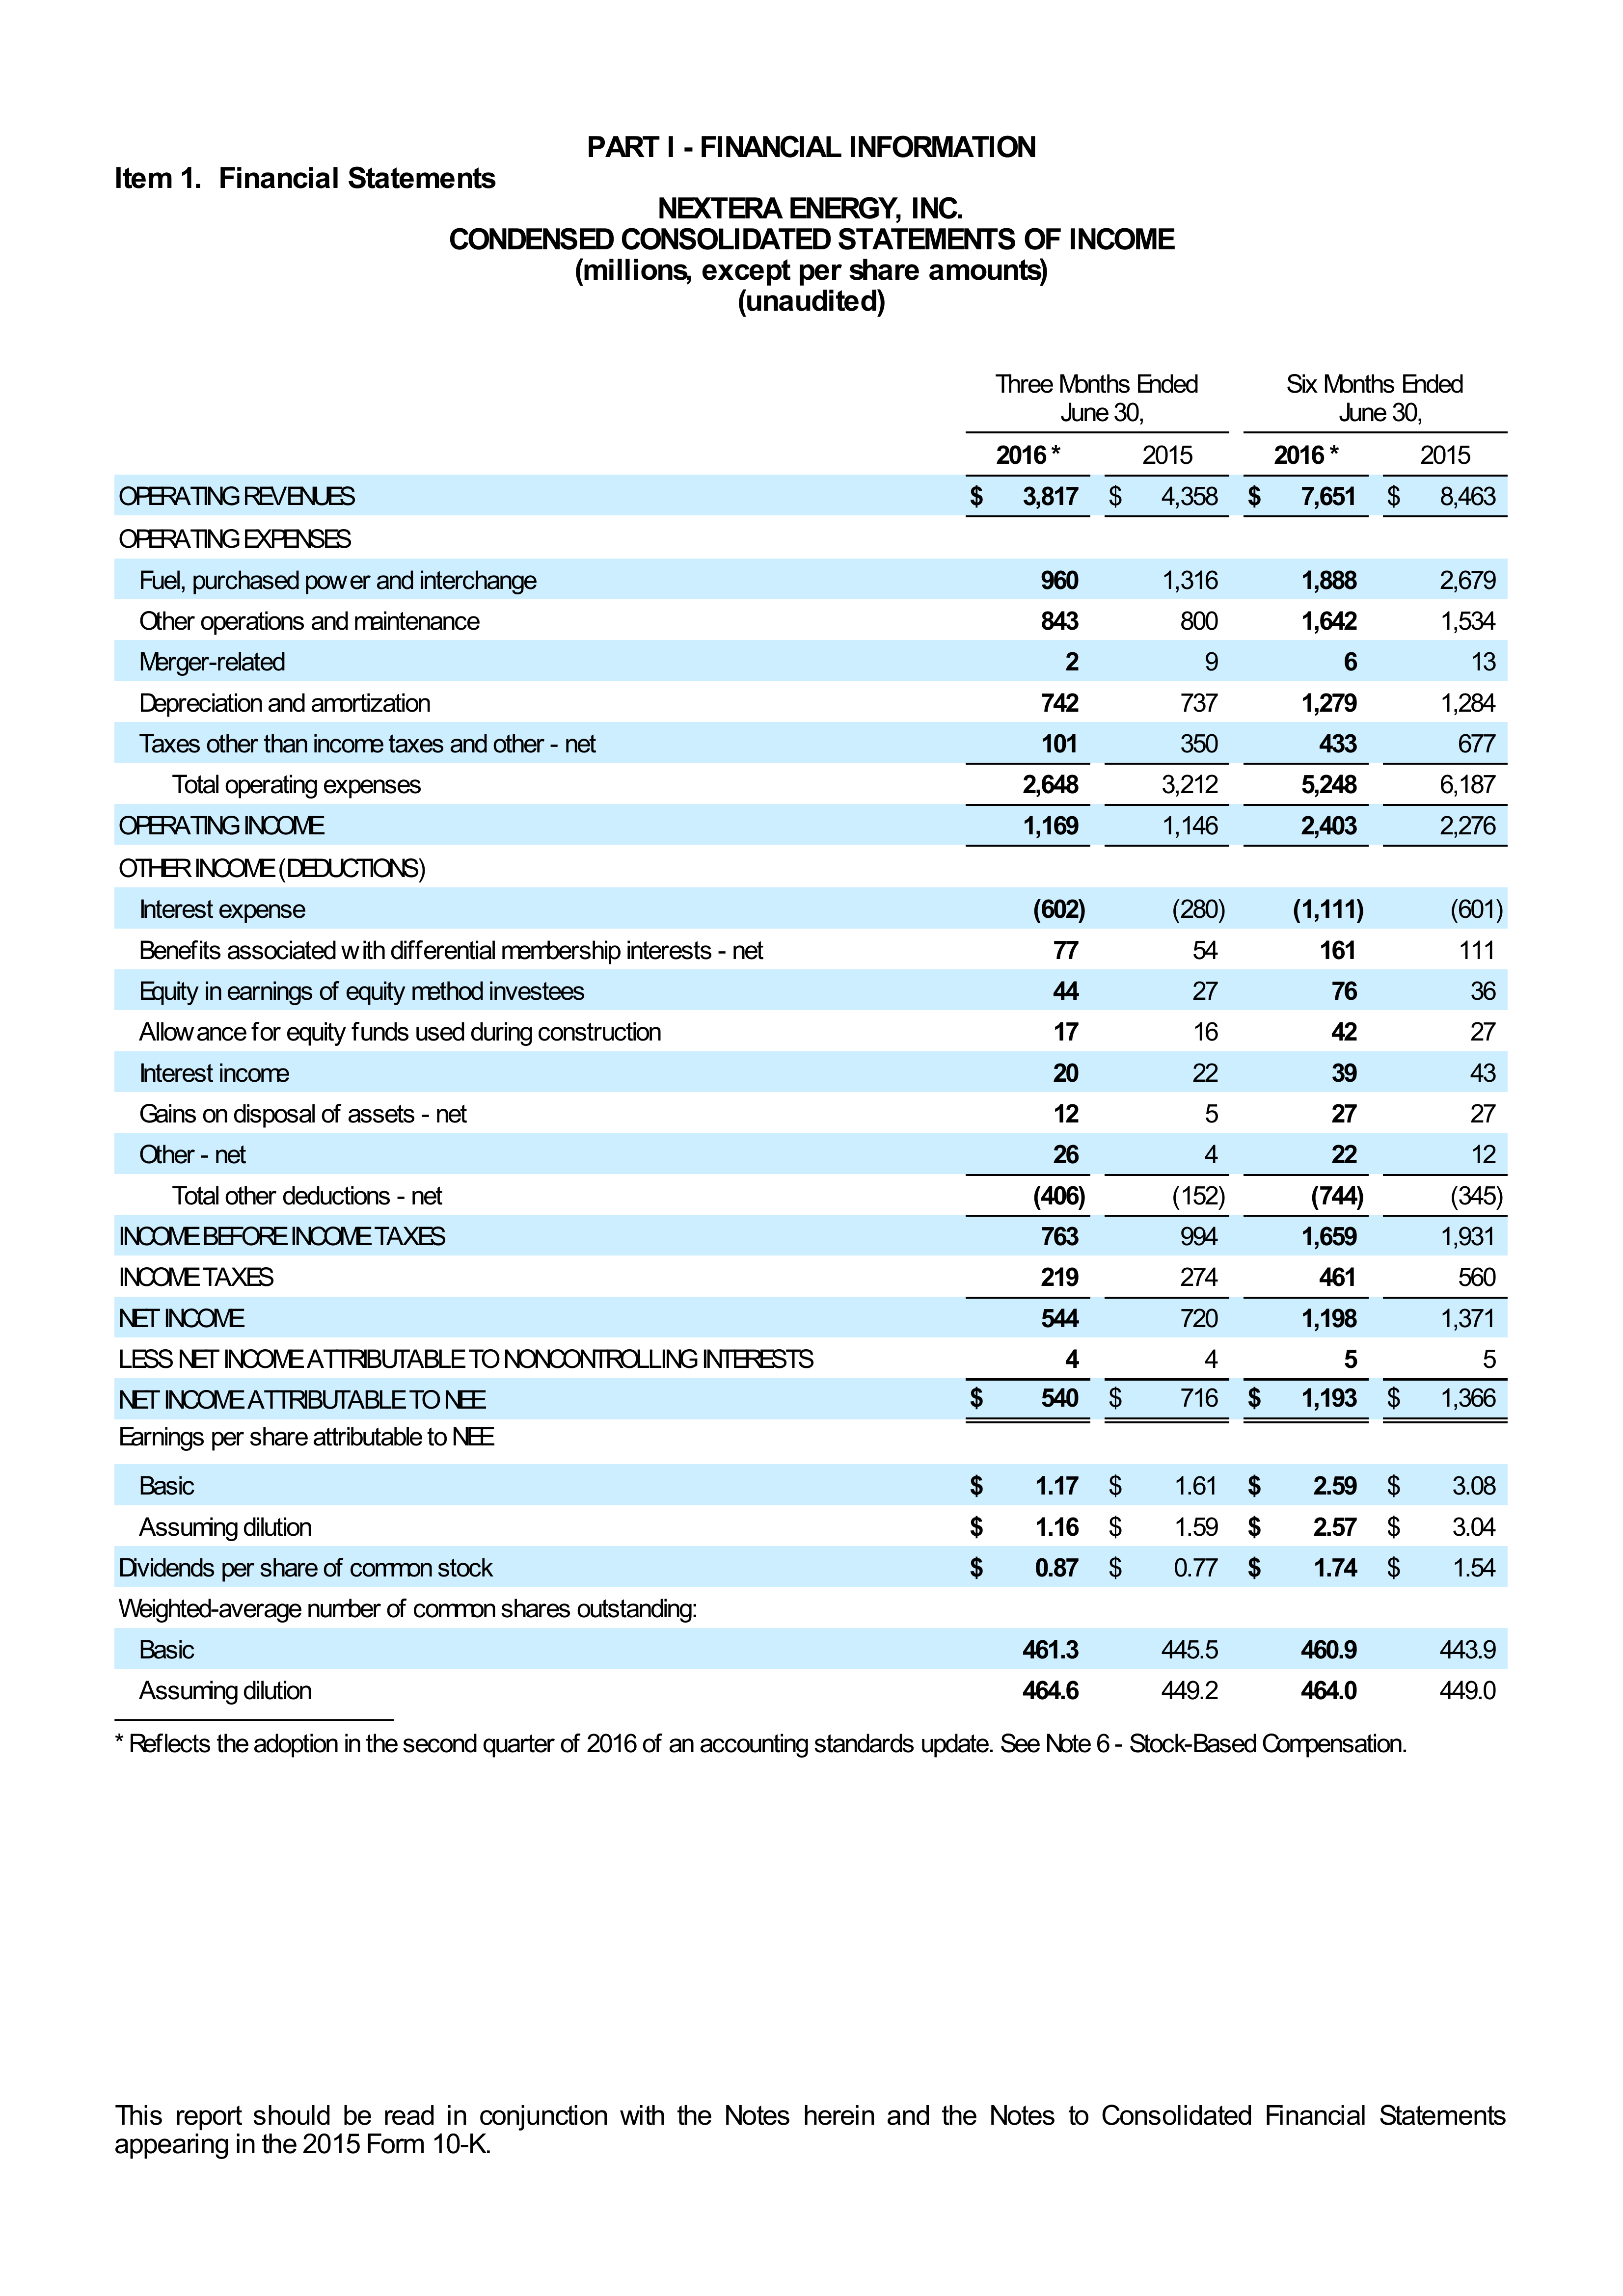 PART I - FINANCIAL INFORMATION
Item 1. Financial Statements
NEXTERA ENERGY, INC.
CONDENSED CONSOLIDATED STATEMENTS OF INCOME
(millions, except per share amounts)
(unaudited)
Three Months Ended June 30, Six Months Ended June 30,
2016 * 2015 2016 * 2015
OPERATING REVENUES $ 3,817 $ 4,358 $ 7,651 $ 8,463
OPERATING EXPENSES
Fuel, purchased power and interchange 960 1,316 1,888 2,679
Other operations and maintenance 843 800 1,642 1,534
Merger-related 2 9 6 13
Depreciation and amortization 742 737 1,279 1,284
Taxes other than income taxes and other - net 101 350 433 677
Total operating expenses 2,648 3,212 5,248 6,187
OPERATING INCOME 1,169 1,146 2,403 2,276
OTHER INCOME (DEDUCTIONS)
Interest expense (602) (280) (1,111) (601)
Benefits associated with differential membership interests - net 77 54 161 111
Equity in earnings of equity method investees 44 27 76 36
Allowance for equity funds used during construction 17 16 42 27
Interest income 20 22 39 43
Gains on disposal of assets - net 12 5 27 27
Other - net 26 4 22 12
Total other deductions - net (406) (152) (744) (345)
INCOME BEFORE INCOME TAXES 763 994 1,659 1,931
INCOME TAXES 219 274 461 560
NET INCOME 544 720 1,198 1,371
LESS NET INCOME ATTRIBUTABLE TO NONCONTROLLING INTERESTS 4 4 5 5
NET INCOME ATTRIBUTABLE TO NEE $ 540 $ 716 $ 1,193 $ 1,366
Earnings per share attributable to NEE
Basic $ 1.17 $ 1.61 $ 2.59 $ 3.08
Assuming dilution $ 1.16 $ 1.59 $ 2.57 $ 3.04
Dividends per share of common stock $ 0.87 $ 0.77 $ 1.74 $ 1.54
Weighted-average number of common shares outstanding:
Basic 461.3 445.5 460.9 443.9
Assuming dilution 464.6 449.2 464.0 449.0
* Reflects the adoption in the second quarter of 2016 of an accounting standards update. See Note 6 - Stock-Based Compensation.
This report should be read in conjunction with the Notes herein and the Notes to Consolidated Financial Statements
appearing in the 2015 Form 10-K.